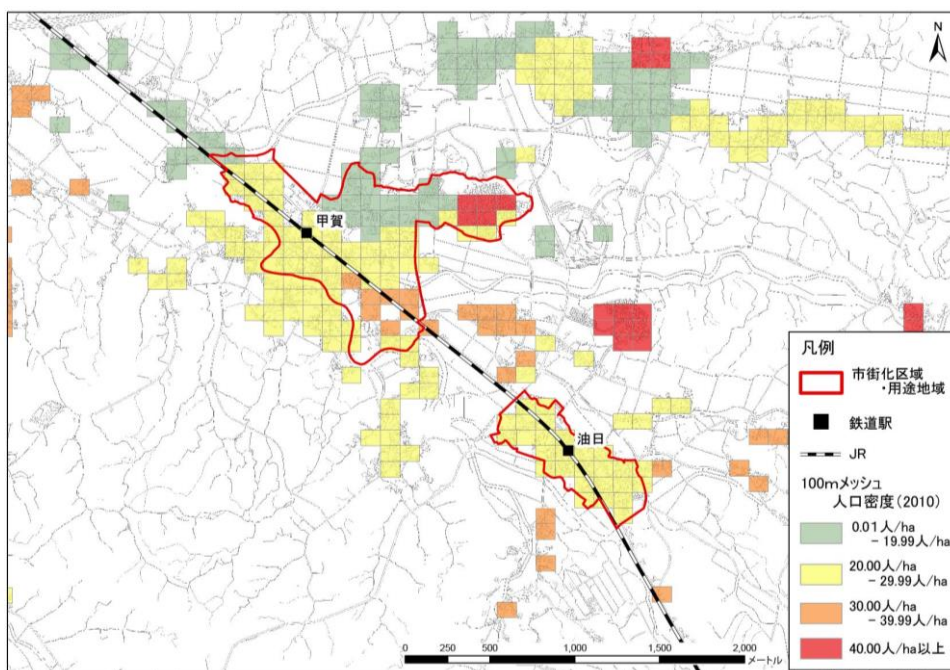 N
甲賀
油日
凡例
市街化区域
・用途地域
鉄道駅
JR
100mメッシュ
人口密度(2010)
0.01人/ha
- 19.99人/ha
20.00人/ha
- 29.99人/ha
30.00人/ha
- 39.99人/ha
40.00人/ha以上
0 250 500 1,000 1,500 2,000
メートル